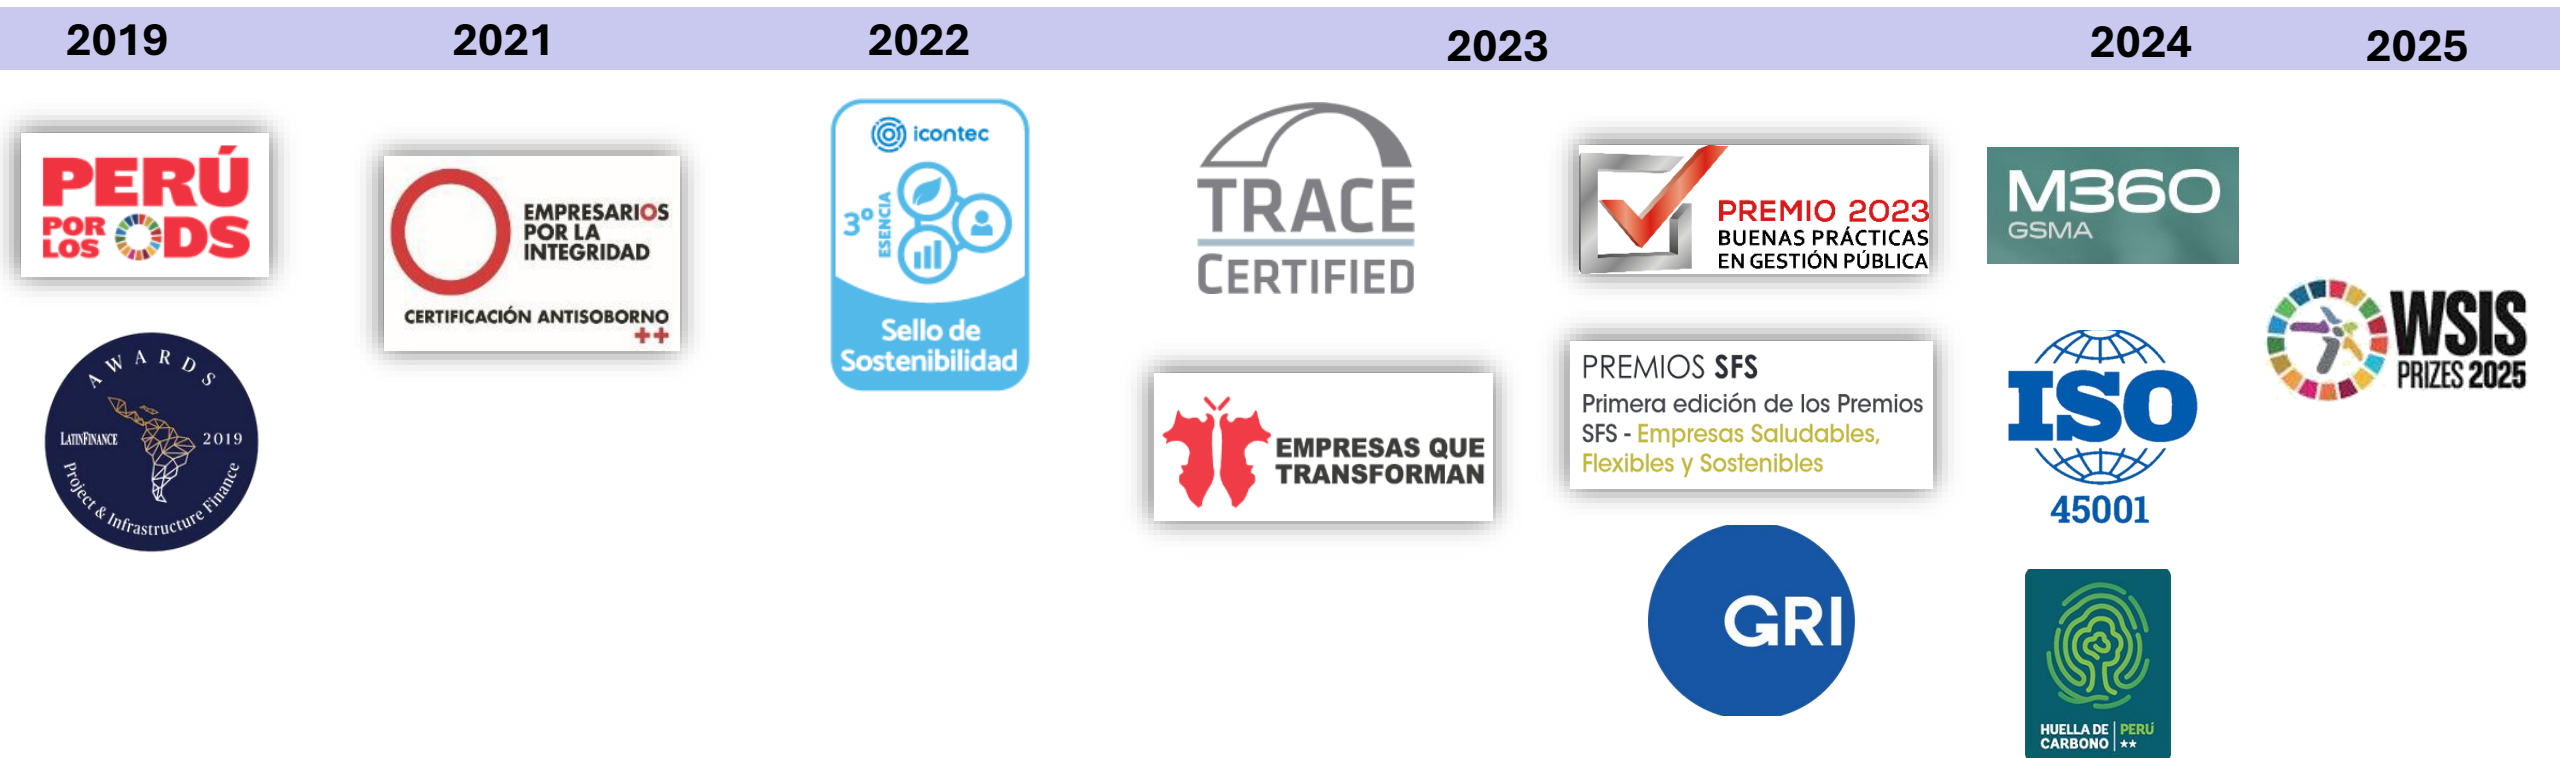 2019
2021
2022
2023
2024
2025
PERÚ
POR
LOS
ODS
AWARDS
LATINFINANCE
2019
Project & Infrastructure Finance
EMPRESARIOS
POR LA
INTEGRIDAD
CERTIFICACIÓN ANTISOBORNO
++
icontec
3º
ESENCIA
Sello de
Sostenibilidad
TRACE
CERTIFIED
EMPRESAS QUE
TRANSFORMAN
PREMIO 2023
BUENAS PRÁCTICAS
EN GESTIÓN PÚBLICA
PREMIOS SFS
Primera edición de los Premios
SFS - Empresas Saludables,
Flexibles y Sostenibles
GRI
M360
GSMA
ISO
45001
HUELLA DE
CARBONO
PERÚ
★★
WSIS
PRIZES 2025